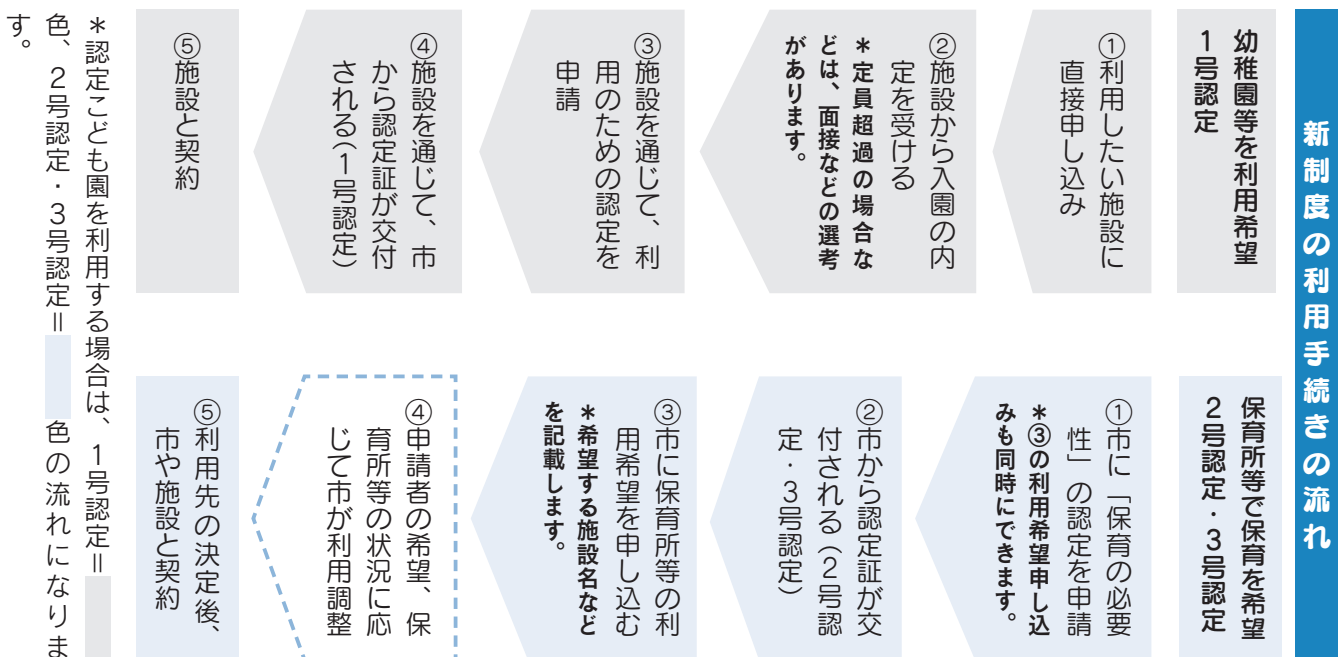 新制度の利用手続きの流れ
幼稚園等を利用希望
1号認定
①利用したい施設に
直接申し込み
②施設から入園の内
定を受ける
＊定員超過の場合な
どは、面接などの選考
があります。
③施設を通じて、利
用のための認定を
申請
④施設を通じて、市
から認定証が交付
される（1号認定）
⑤施設と契約
保育所等で保育を希望
2号認定・3号認定
①市に「保育の必要
性」の認定を申請
＊③の利用希望申し込
みも同時にできます。
②市から認定証が交
付される（2号認
定・3号認定）
③市に保育所等の利
用希望を申し込む
＊希望する施設名など
を記載します。
④申請者の希望、保
育所等の状況に応
じて市が利用調整
⑤利用先の決定後、
市や施設と契約
＊認定こども園を利用する場合は、1号認定＝
色、2号認定・3号認定＝ 色の流れになりま
す。